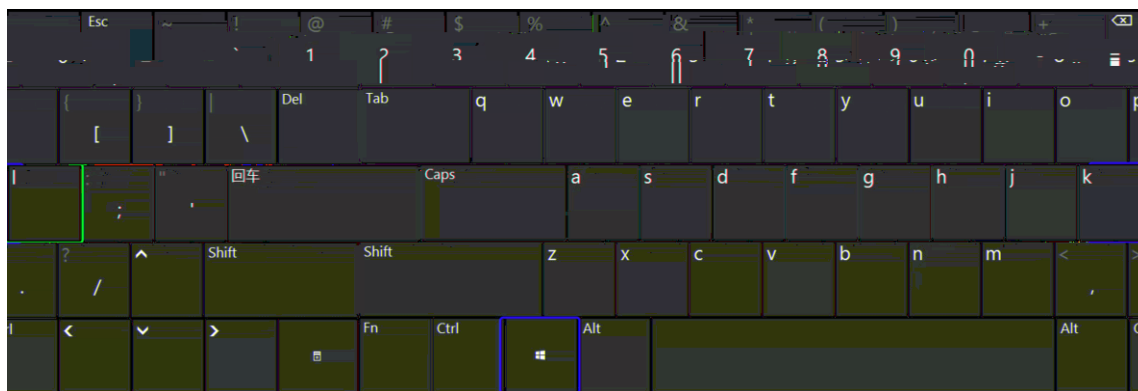 Esc ~ ! @ # $ % ^ & * ( ) + ⌫
` 1 2 3 4 5 6 7 8 9 0 =
{ [ } ] | \ Del Tab q w e r t y u i o p
l : ; " ' 回车 Caps a s d f g h j k
. ? / ^ Shift Shift z x c v b n m < , >
< ⌄ > Fn Ctrl Alt Alt